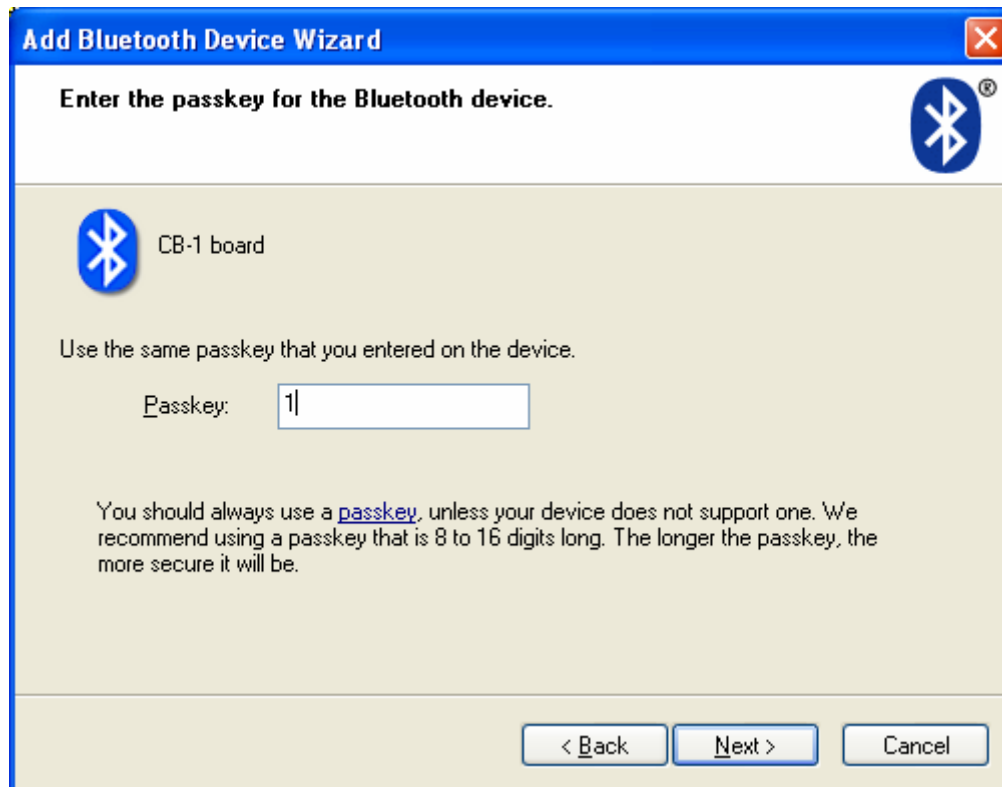 Add Bluetooth Device Wizard
Enter the passkey for the Bluetooth device.
®
CB-1 board
Use the same passkey that you entered on the device.
Passkey: 1
You should always use a passkey, unless your device does not support one. We
recommend using a passkey that is 8 to 16 digits long. The longer the passkey, the
more secure it will be.
< Back Next > Cancel